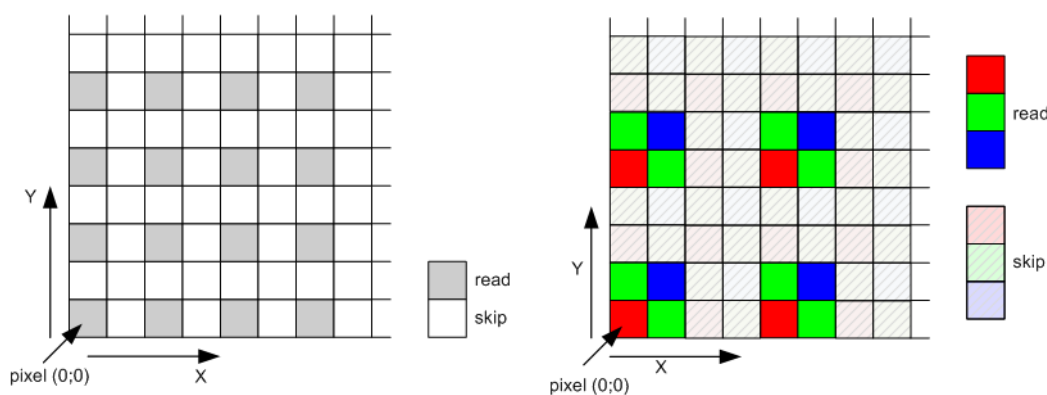 Y
read
skip
pixel (0;0)
X
read
Y
skip
X
pixel (0;0)